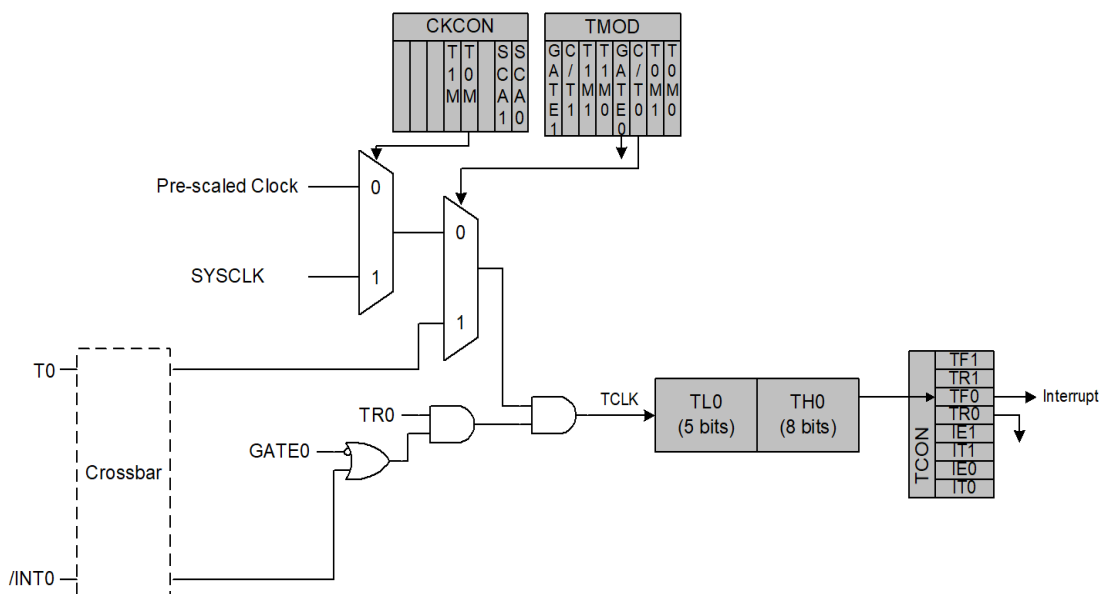 CKCON
T1M
T0M
SCA1
SCA0
TMOD
GATE1
C/T1
T1M1
T1M0
GATE0
C/T0
T0M1
T0M0
Pre-scaled Clock
0
SYSCLK
1
0
1
T0
Crossbar
/INT0
TR0
GATE0
TCLK
TL0
(5 bits)
TH0
(8 bits)
TCON
TF1
TR1
TF0
TR0
IE1
IT1
IE0
IT0
Interrupt